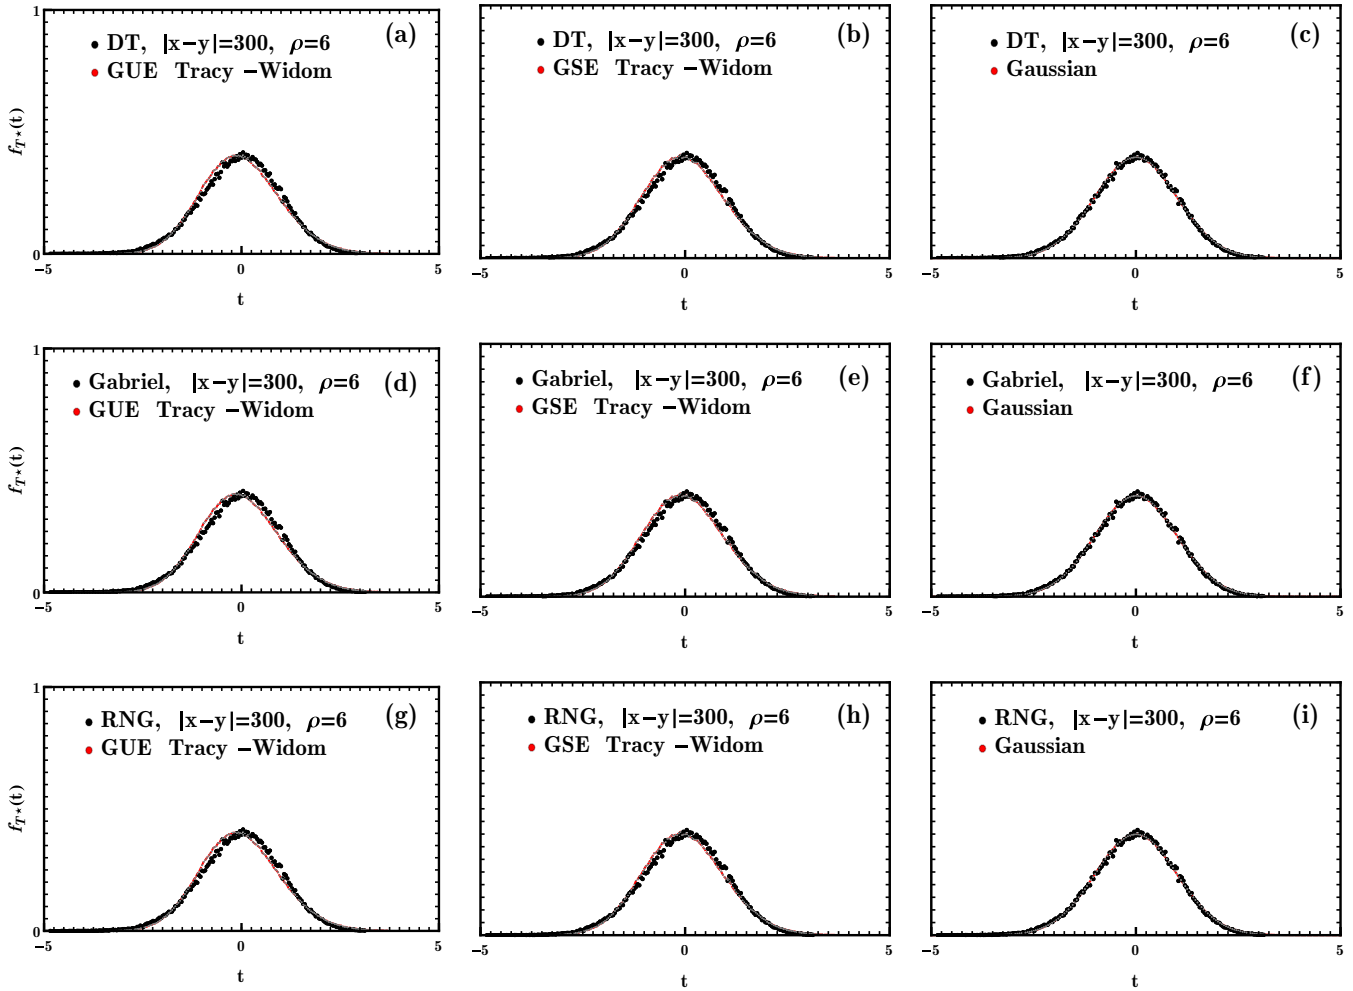 1
DT, |x−y|=300, ρ=6 (a)
GUE Tracy −Widom
f_{T⋆}(t)
0
−5 0 5
t
DT, |x−y|=300, ρ=6 (b)
GSE Tracy −Widom
−5 0 5
t
DT, |x−y|=300, ρ=6 (c)
Gaussian
−5 0 5
t
1
Gabriel, |x−y|=300, ρ=6 (d)
GUE Tracy −Widom
f_{T⋆}(t)
0
−5 0 5
t
Gabriel, |x−y|=300, ρ=6 (e)
GSE Tracy −Widom
−5 0 5
t
Gabriel, |x−y|=300, ρ=6 (f)
Gaussian
−5 0 5
t
1
RNG, |x−y|=300, ρ=6 (g)
GUE Tracy −Widom
f_{T⋆}(t)
0
−5 0 5
t
RNG, |x−y|=300, ρ=6 (h)
GSE Tracy −Widom
−5 0 5
t
RNG, |x−y|=300, ρ=6 (i)
Gaussian
−5 0 5
t